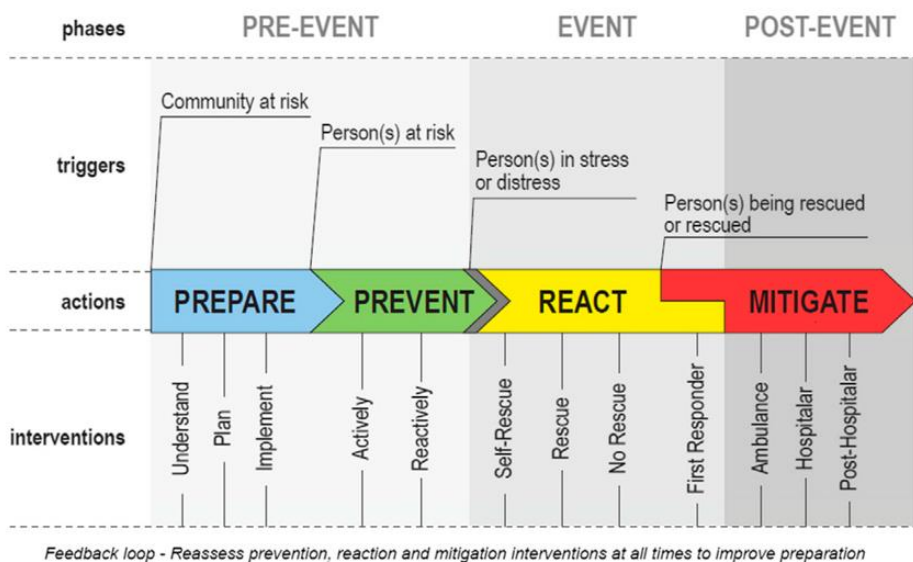 phases PRE-EVENT EVENT POST-EVENT
Community at risk
Person(s) at risk
triggers
Person(s) in stress
or distress
Person(s) being rescued
or rescued
actions PREPARE PREVENT REACT MITIGATE
interventions
Understand
Plan
Implement
Actively
Reactively
Self-Rescue
Rescue
No Rescue
First Responder
Ambulance
Hospitalar
Post-Hospitalar
Feedback loop - Reassess prevention, reaction and mitigation interventions at all times to improve preparation